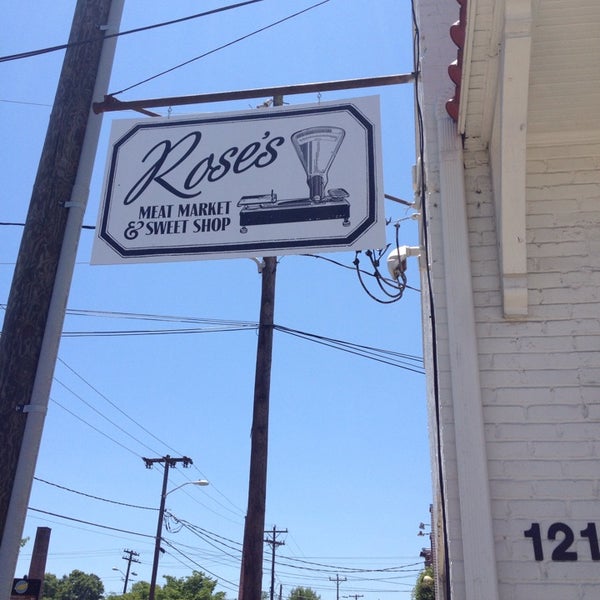 Rose's
MEAT MARKET
& SWEET SHOP
121